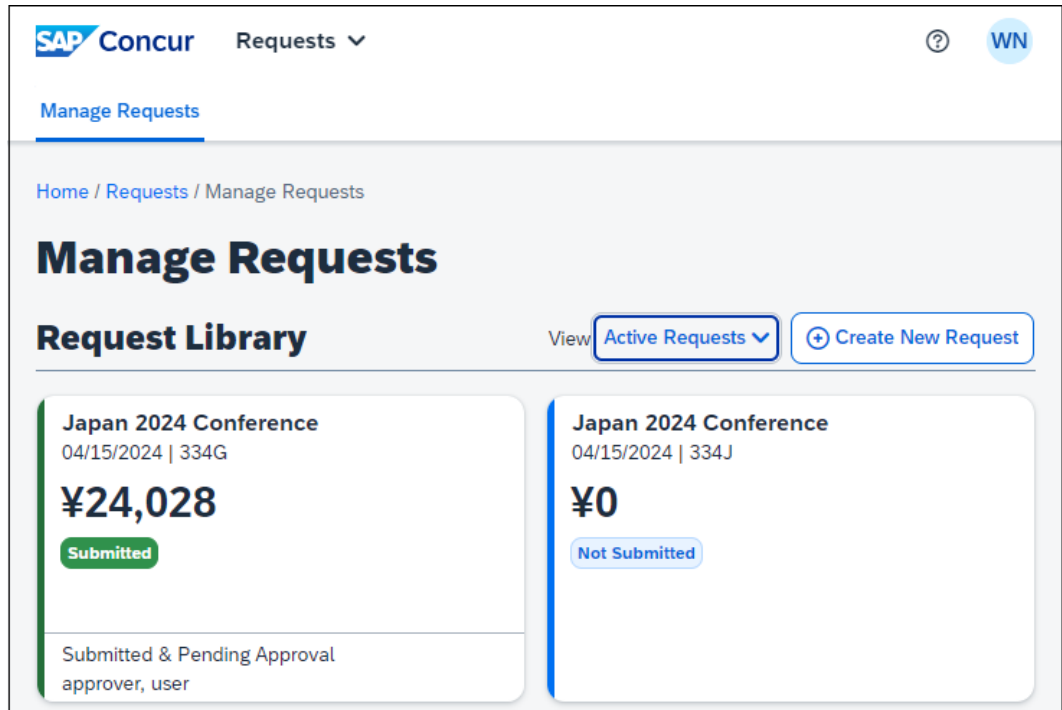 SAP Concur Requests
WN
Manage Requests
Home / Requests / Manage Requests
Manage Requests
Request Library
View Active Requests
Create New Request
Japan 2024 Conference
04/15/2024 | 334G
¥24,028
Submitted
Submitted & Pending Approval
approver, user
Japan 2024 Conference
04/15/2024 | 334J
¥0
Not Submitted